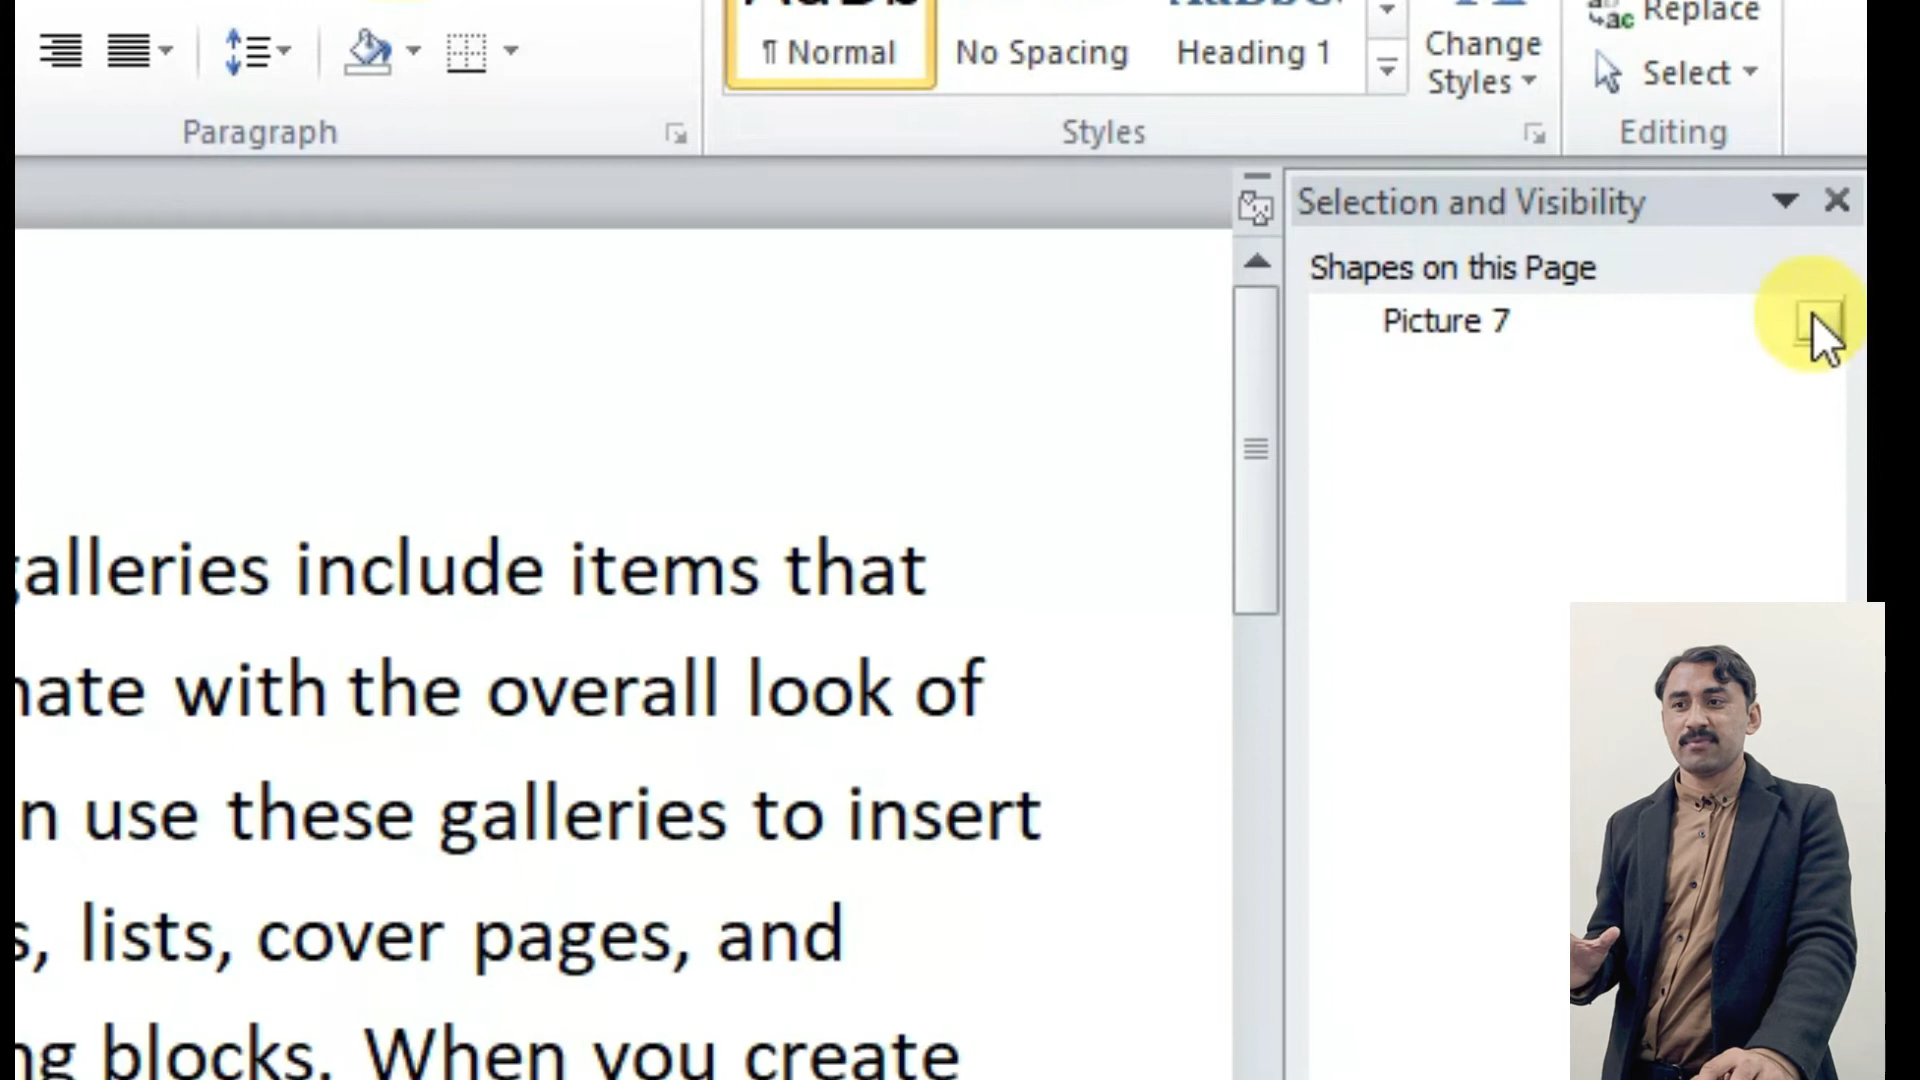 Replace
¶ Normal
No Spacing
Heading 1
Change
Styles
Select
Paragraph
Styles
Editing
Selection and Visibility
Shapes on this Page
Picture 7
galleries include items that
with the overall look of
use these galleries to insert
lists, cover pages, and
blocks. When you create